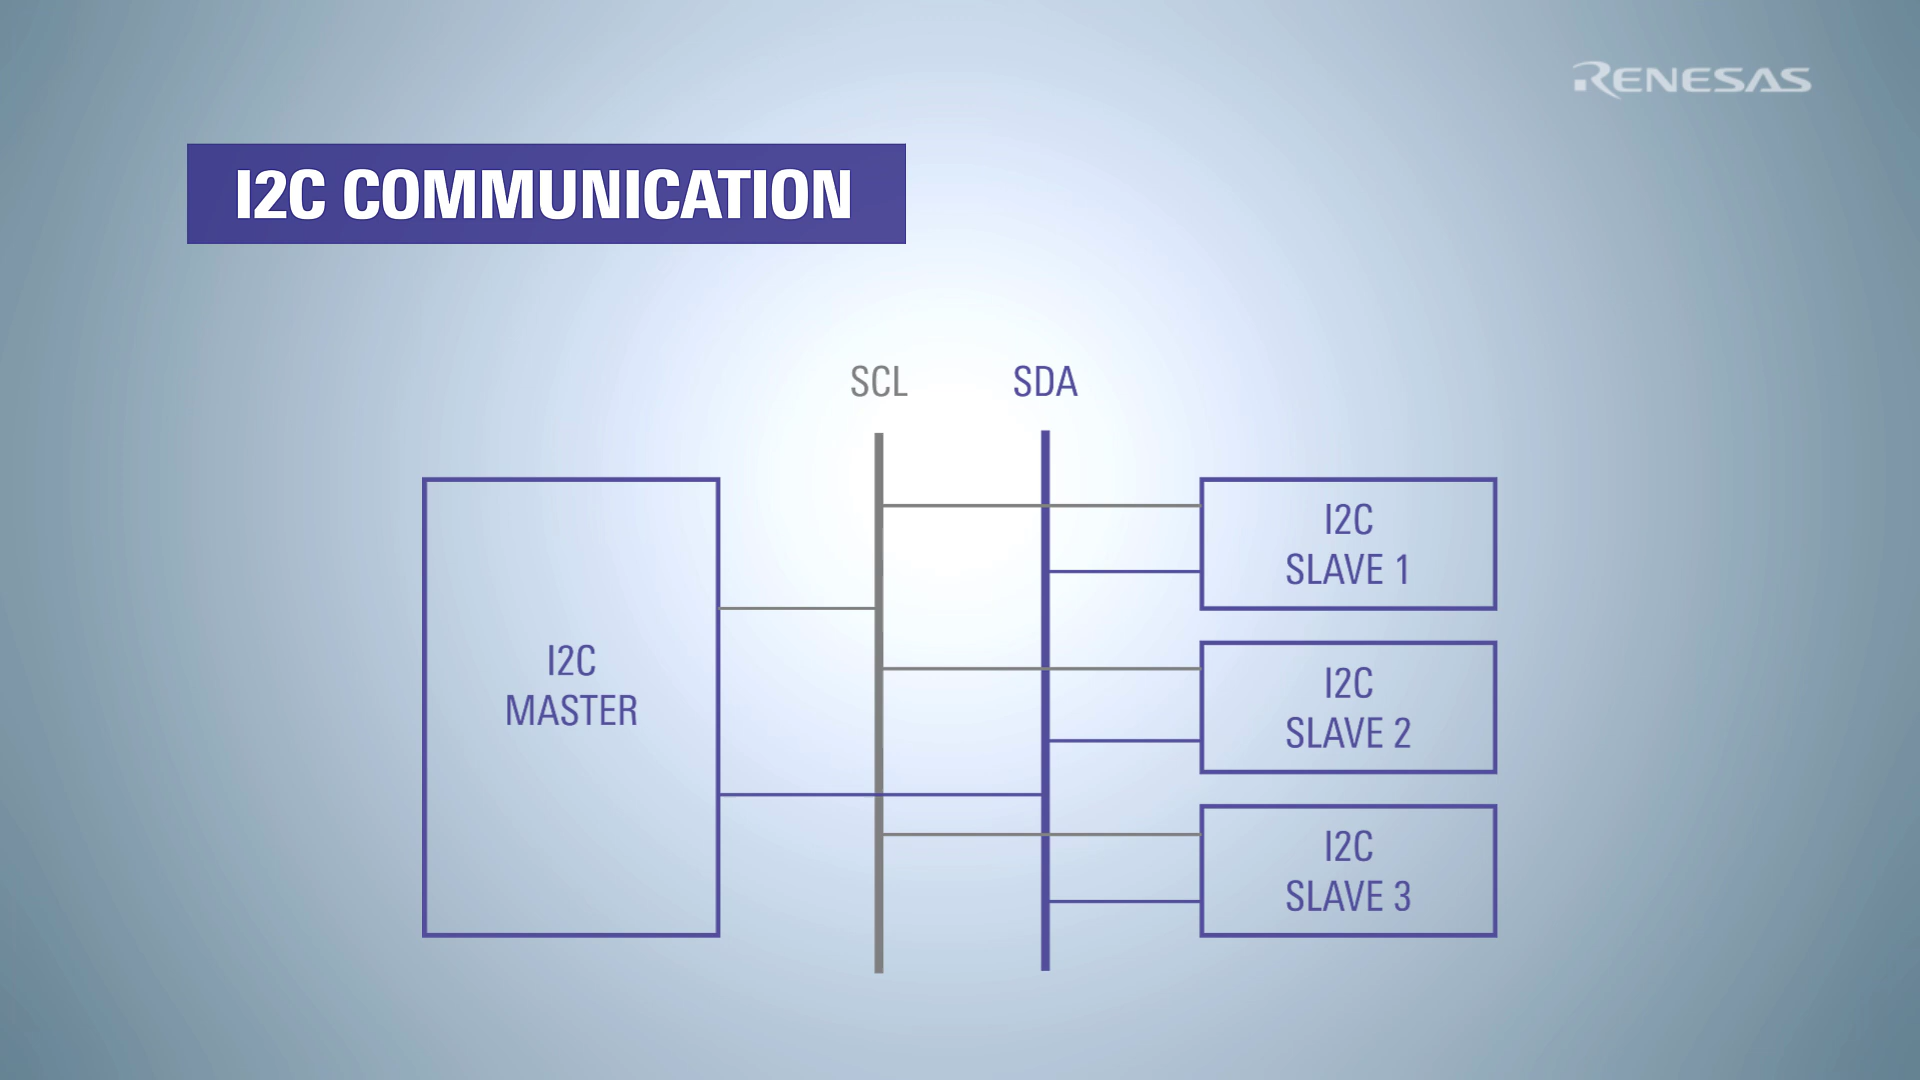 RENESAS
I2C COMMUNICATION
SCL
SDA
I2C
MASTER
I2C
SLAVE 1
I2C
SLAVE 2
I2C
SLAVE 3